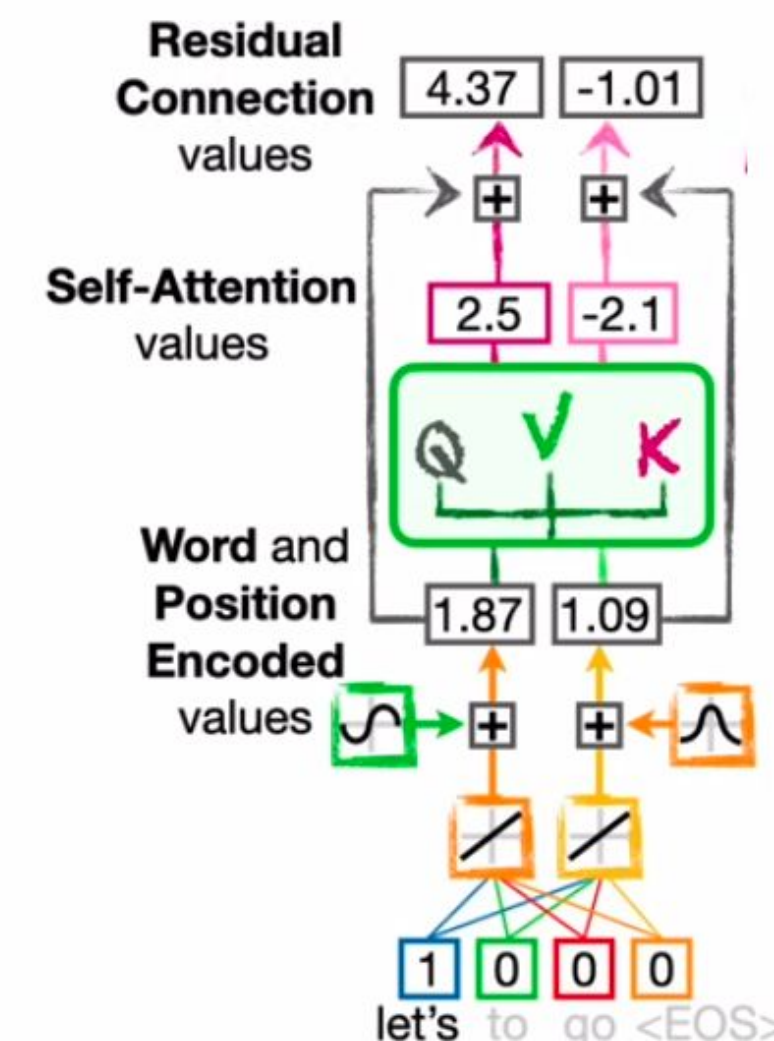 Residual
Connection
values
4.37 -1.01
+ +
Self-Attention
values
2.5 -2.1
Q V K
Word and
Position
Encoded
values
1.87 1.09
+ +
1 0 0 0
let's to go <EOS>